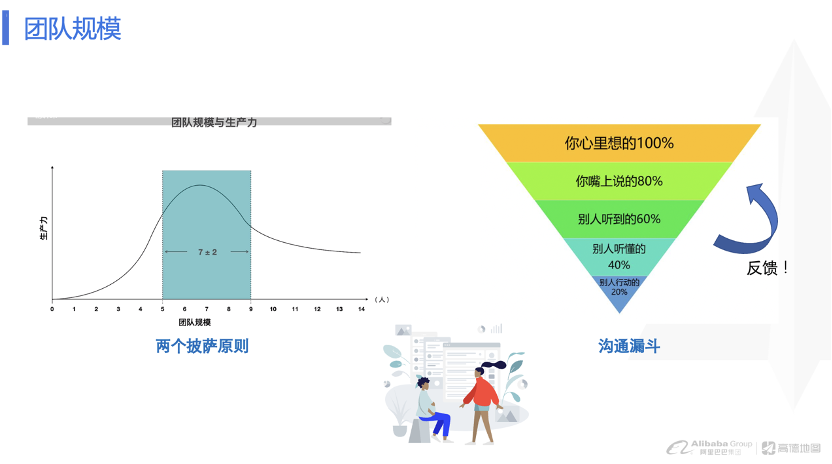 团队规模
团队规模与生产力
生产力
7 ± 2
0 1 2 3 4 5 6 7 8 9 10 11 12 13 14 （人）
团队规模
两个披萨原则
你心里想的100%
你嘴上说的80%
别人听到的60%
别人听懂的
40%
别人行动的
20%
反馈！
沟通漏斗
Alibaba Group
阿里巴巴集团
高德地图